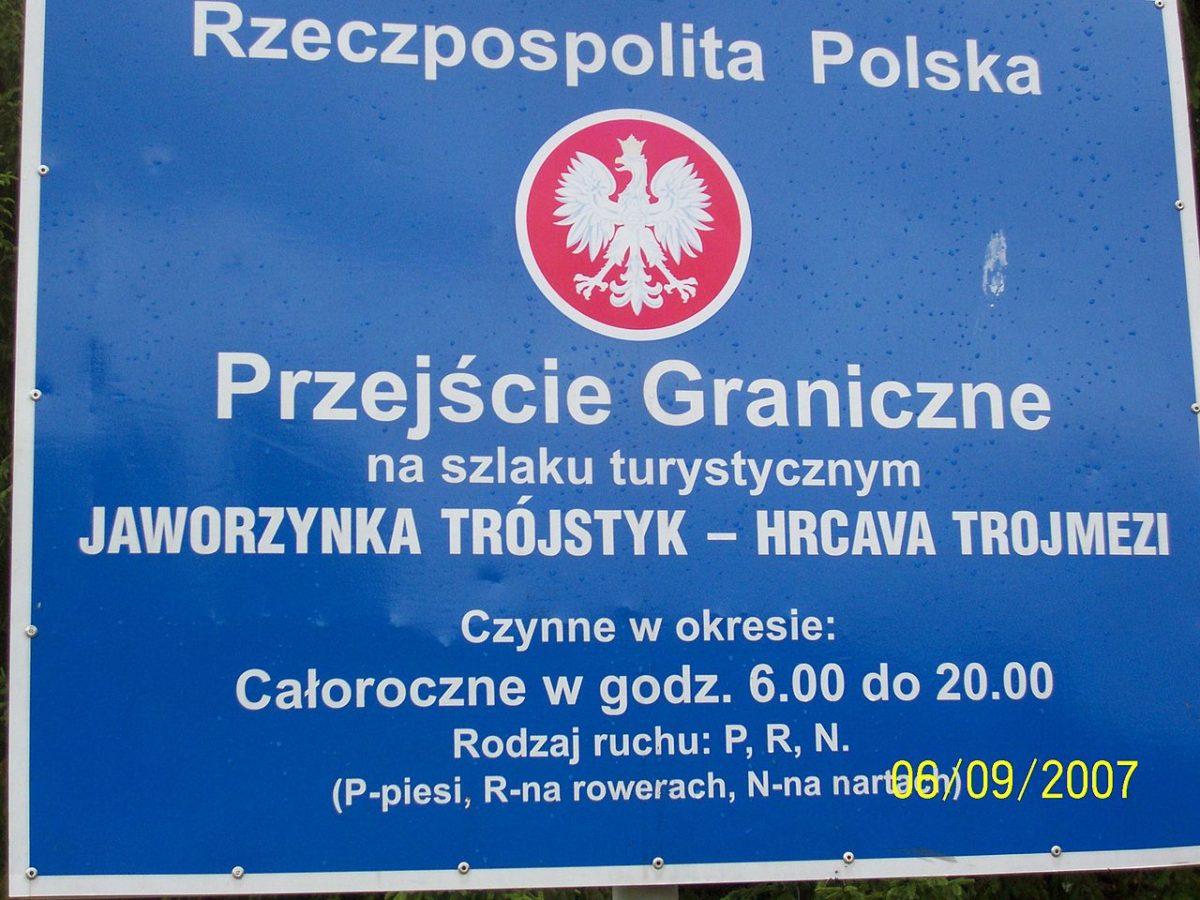 Rzeczpospolita Polska
Przejście Graniczne
na szlaku turystycznym
JAWORZYNKA TRÓJSTYK – HRCAVA TROJMEZI
Czynne w okresie:
Całoroczne w godz. 6.00 do 20.00
Rodzaj ruchu: P, R, N.
(P-piesi, R-na rowerach, N-na nartach)
06/09/2007